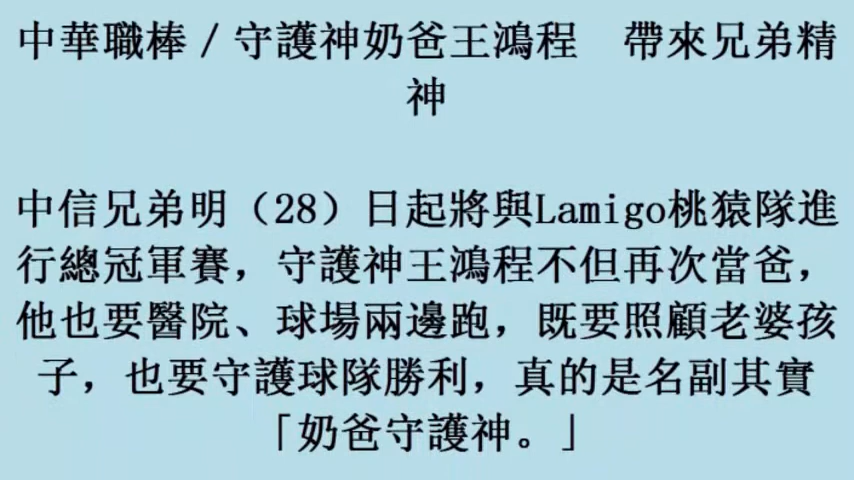 中華職棒／守護神奶爸王鴻程　帶來兄弟精
神
中信兄弟明（28）日起將與Lamigo桃猿隊進
行總冠軍賽，守護神王鴻程不但再次當爸，
他也要醫院、球場兩邊跑，既要照顧老婆孩
子，也要守護球隊勝利，真的是名副其實
「奶爸守護神。」